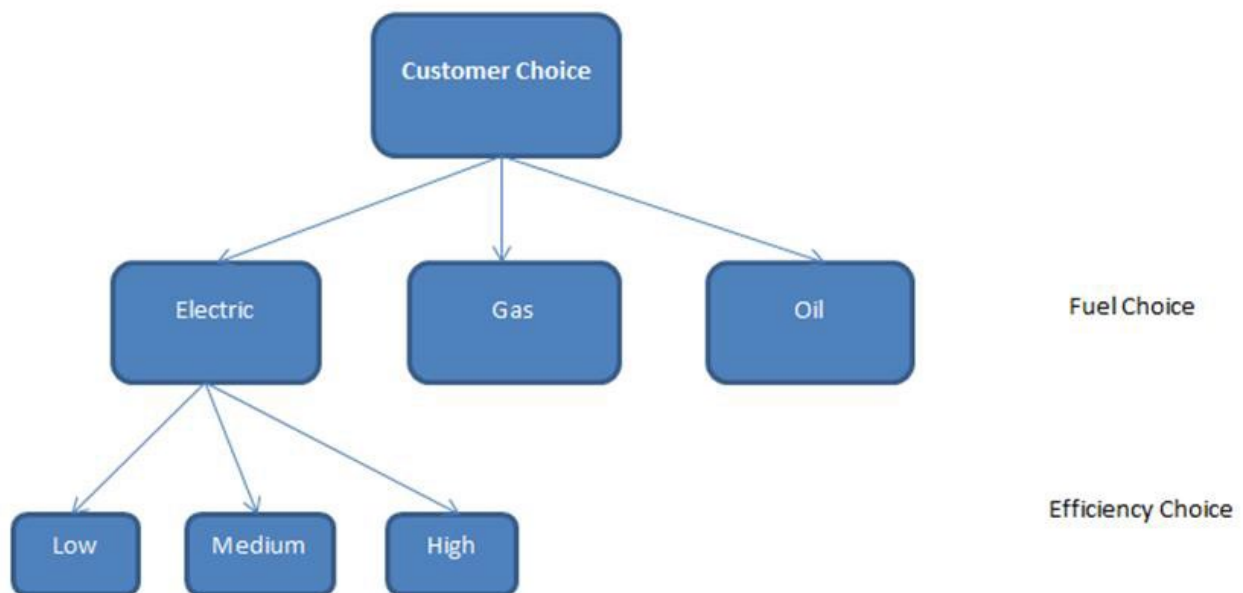 Customer Choice
Electric
Gas
Oil
Fuel Choice
Low
Medium
High
Efficiency Choice